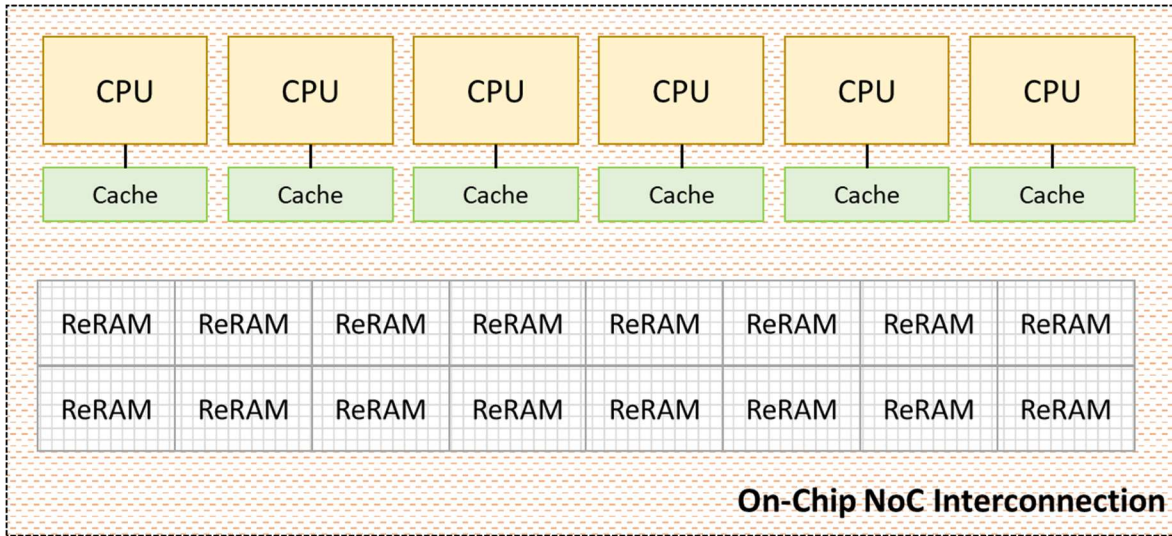 CPU CPU CPU CPU CPU CPU
Cache Cache Cache Cache Cache Cache
ReRAM ReRAM ReRAM ReRAM ReRAM ReRAM ReRAM ReRAM
ReRAM ReRAM ReRAM ReRAM ReRAM ReRAM ReRAM ReRAM
On-Chip NoC Interconnection